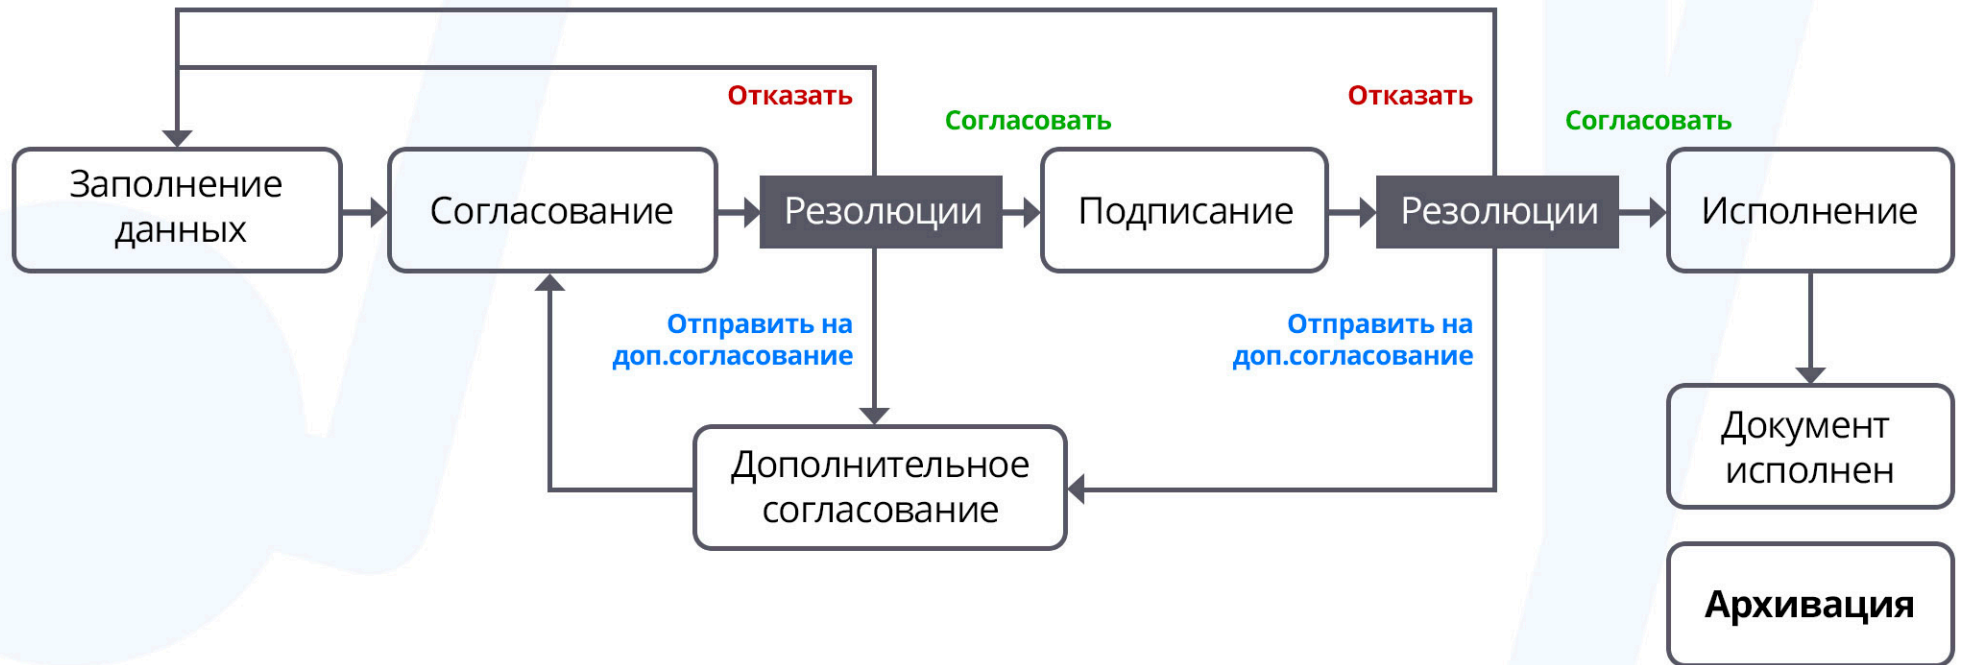 Отказать
Отказать
Согласовать
Согласовать
Заполнение
данных
Согласование
Резолюции
Подписание
Резолюции
Исполнение
Отправить на
доп.согласование
Отправить на
доп.согласование
Документ
исполнен
Дополнительное
согласование
Архивация